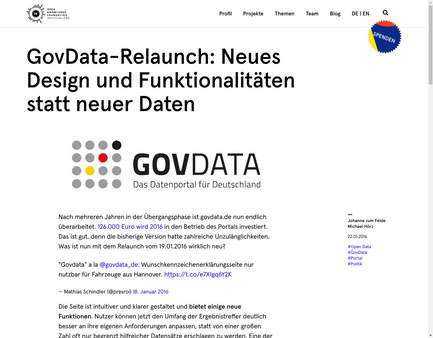 OPEN
KNOWLEDGE
FOUNDATION
DEUTSCHLAND
Profil
Projekte
Themen
Team
Blog
DE | EN
SPENDEN
GovData-Relaunch: Neues
Design und Funktionalitäten
statt neuer Daten
GOVDATA
Das Datenportal für Deutschland
Nach mehreren Jahren in der Übergangsphase ist govdata.de nun endlich
überarbeitet. 126.000 Euro wird 2016 in den Betrieb des Portals investiert.
Das ist gut, denn die bisherige Version hatte zahlreiche Unzulänglichkeiten.
Was ist nun mit dem Relaunch vom 19.01.2016 wirklich neu?
"Govdata" a la @govdata_de: Wunschkennzeichenerklärungsseite nur
nutzbar für Fahrzeuge aus Hannover.
— Mathias Schindler (@presroi) 18. Januar 2016
Die Seite ist intuitiver und klarer gestaltet und bietet einige neue
Funktionen. Nutzer können jetzt den Umfang der Ergebnistreffer deutlich
besser an ihre eigenen Anforderungen anpassen, statt von einer großen
Zahl oft nur begrenzt hilfreicher Datensätze erschlagen zu werden. Der
Johanna zum Felde
Michael Hörz
22.01.2016
#Open Data
#GovData
#Portal
#Politik